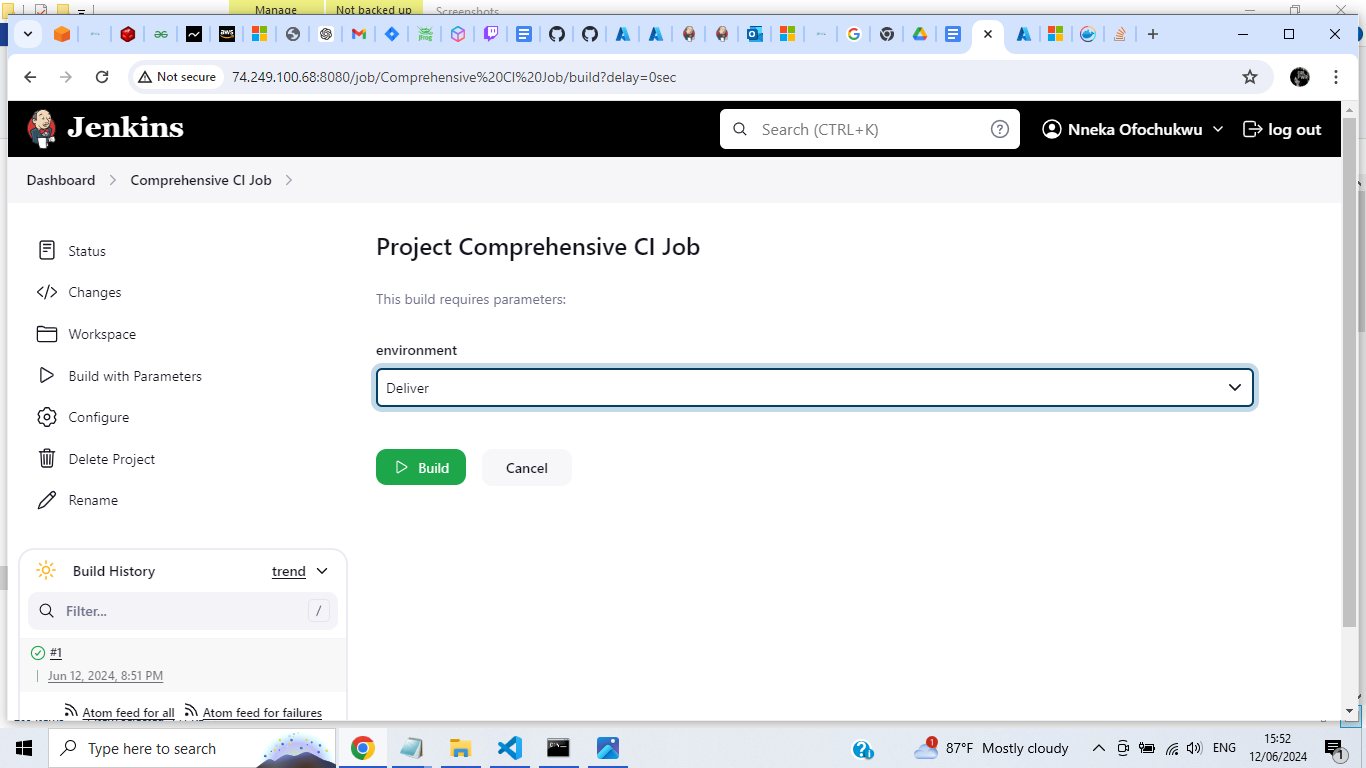 Manage
Not backed up
Screenshots
aws
Not secure
74.249.100.68:8080/job/Comprehensive%20CI%20Job/build?delay=0sec
Jenkins
Search (CTRL+K)
?
Nneka Ofochukwu
log out
Dashboard
Comprehensive CI Job
Status
Changes
Workspace
Build with Parameters
Configure
Delete Project
Rename
Project Comprehensive CI Job
This build requires parameters:
environment
Deliver
Build
Cancel
Build History
trend
Filter...
/
#1
Jun 12, 2024, 8:51 PM
Atom feed for all
Atom feed for failures
Type here to search
1
87°F Mostly cloudy
ENG
15:52
12/06/2024
1